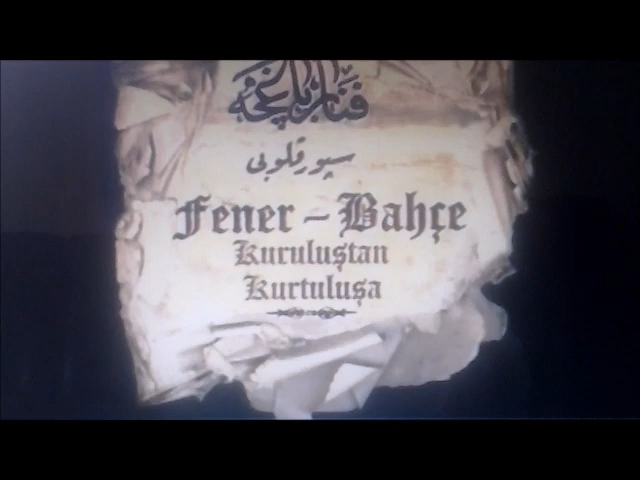 فنار باغچه
سپور قلوبی
Fener – Bahçe
Kuruluştan
Kurtuluşa